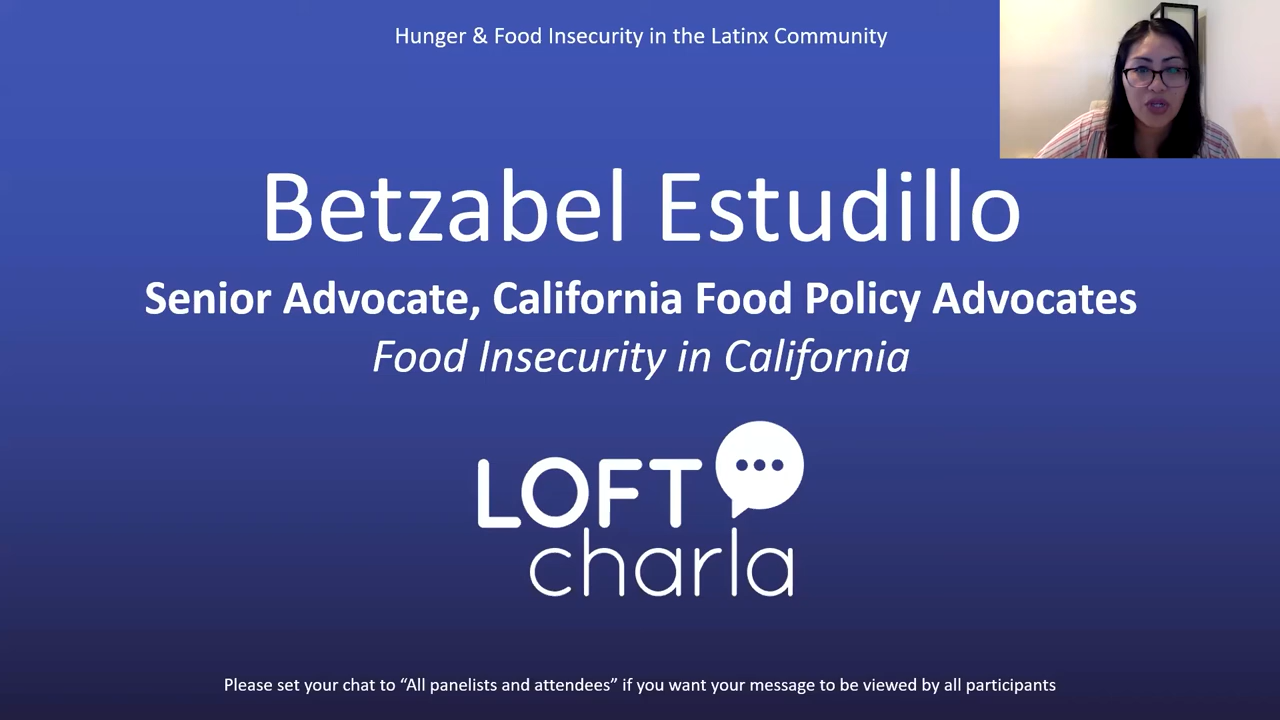 Hunger & Food Insecurity in the Latinx Community
Betzabel Estudillo
Senior Advocate, California Food Policy Advocates
Food Insecurity in California
LOFT
charla
Please set your chat to “All panelists and attendees” if you want your message to be viewed by all participants